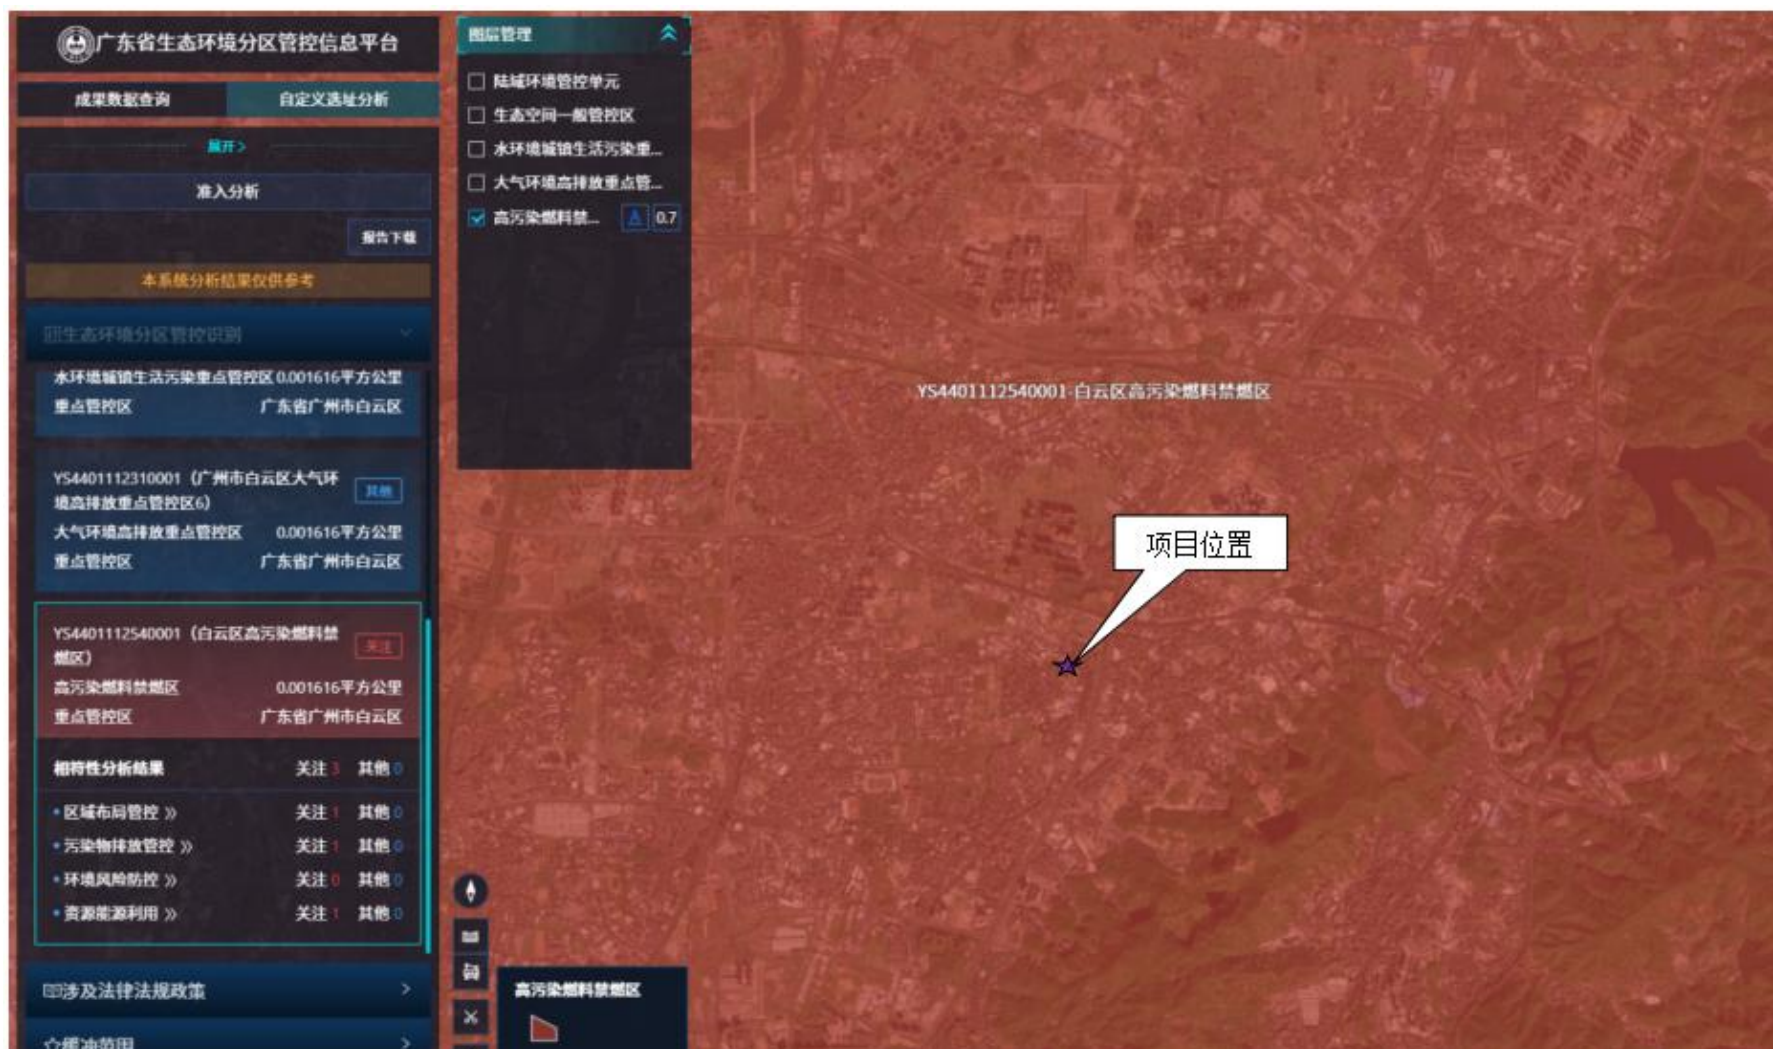 广东省生态环境分区管控信息平台
成果数据查询 自定义选址分析
展开>
准入分析
报告下载
本系统分析结果仅供参考
生态环境分区管控识别
水环境城镇生活污染重点管控区 0.001616平方公里
重点管控区 广东省广州市白云区
YS4401112310001（广州市白云区大气环
境高排放重点管控区6） 其他
大气环境高排放重点管控区 0.001616平方公里
重点管控区 广东省广州市白云区
YS4401112540001（白云区高污染燃料禁
燃区） 关注
高污染燃料禁燃区 0.001616平方公里
重点管控区 广东省广州市白云区
相符性分析结果 关注 3 其他 0
区域布局管控 》 关注 1 其他 0
污染物排放管控 》 关注 1 其他 0
环境风险防控 》 关注 0 其他 0
资源能源利用 》 关注 1 其他 0
涉及法律法规政策 >
缓冲范围 >
图层管理
陆域环境管控单元
生态空间一般管控区
水环境城镇生活污染重...
大气环境高排放重点管...
高污染燃料禁... A 0.7
YS4401112540001-白云区高污染燃料禁燃区
项目位置
高污染燃料禁燃区